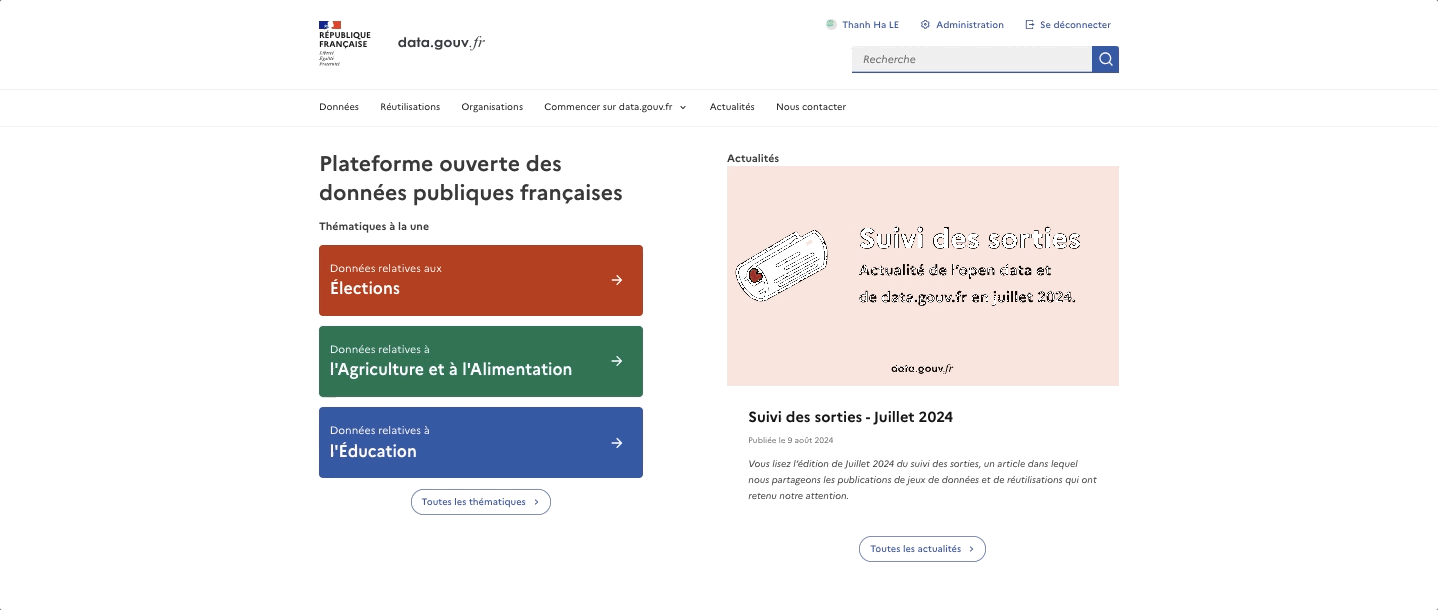 RÉPUBLIQUE
FRANÇAISE
Liberté
Égalité
Fraternité
data.gouv.fr
Thanh Ha LE
Administration
Se déconnecter
Recherche
Données
Réutilisations
Organisations
Commencer sur data.gouv.fr
Actualités
Nous contacter
Plateforme ouverte des
données publiques françaises
Thématiques à la une
Données relatives aux
Élections
Données relatives à
l'Agriculture et à l'Alimentation
Données relatives à
l'Éducation
Toutes les thématiques
Actualités
Suivi des sorties
Actualité de l'open data et
de data.gouv.fr en juillet 2024.
data.gouv.fr
Suivi des sorties - Juillet 2024
Publiée le 9 août 2024
Vous lisez l'édition de Juillet 2024 du suivi des sorties, un article dans lequel
nous partageons les publications de jeux de données et de réutilisations qui ont
retenu notre attention.
Toutes les actualités